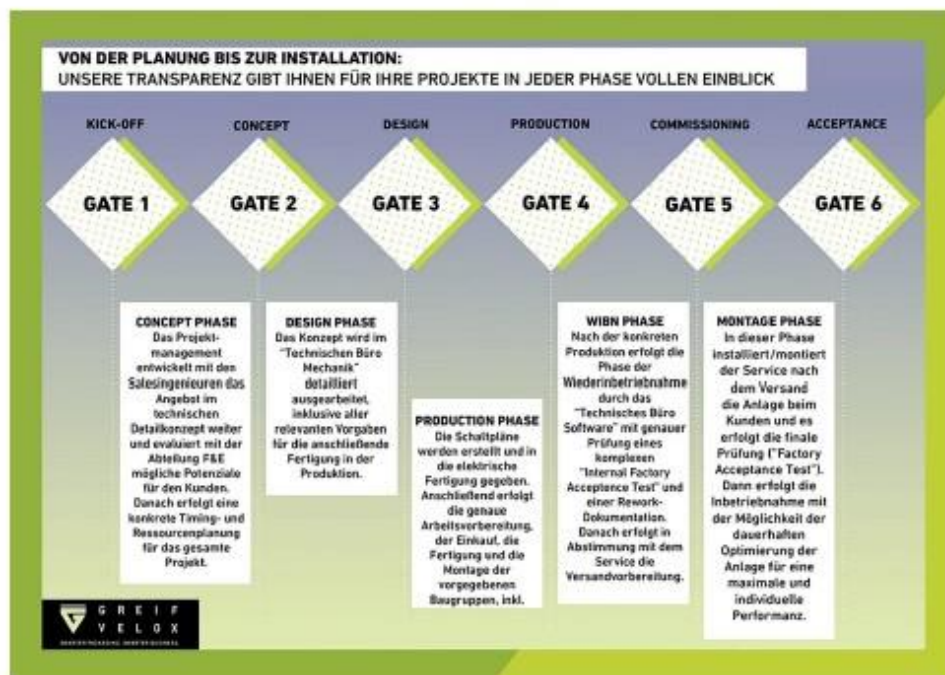 VON DER PLANUNG BIS ZUR INSTALLATION:
UNSERE TRANSPARENZ GIBT IHNEN FÜR IHRE PROJEKTE IN JEDER PHASE VOLLEN EINBLICK
KICK-OFF
CONCEPT
DESIGN
PRODUCTION
COMMISSIONING
ACCEPTANCE
GATE 1
GATE 2
GATE 3
GATE 4
GATE 5
GATE 6
CONCEPT PHASE
Das Projekt-
management
entwickelt mit den
Salesingenieuren das
Angebot im
technischen
Detailkonzept weiter
und evaluiert mit der
Abteilung F&E
mögliche Potenziale
für den Kunden.
Danach erfolgt eine
konkrete Timing- und
Ressourcenplanung
für das gesamte
Projekt.
DESIGN PHASE
Das Konzept wird im
"Technischen Büro
Mechanik"
detailliert
ausgearbeitet,
inklusive aller
relevanten Vorgaben
für die anschließende
Fertigung in der
Produktion.
PRODUCTION PHASE
Die Schaltpläne
werden erstellt und in
die elektrische
Fertigung gegeben.
Anschließend erfolgt
die genaue
Arbeitsvorbereitung,
der Einkauf, die
Fertigung und die
Montage der
vorgegebenen
Baugruppen, inkl.
WIBN PHASE
Nach der konkreten
Produktion erfolgt die
Phase der
Wiederinbetriebnahme
durch das
"Technisches Büro
Software" mit genauer
Prüfung eines
komplexen
"Internal Factory
Acceptance Test" und
einer Rework-
Dokumentation.
Danach erfolgt in
Abstimmung mit dem
Service die
Versandvorbereitung.
MONTAGE PHASE
In dieser Phase
installiert/montiert
der Service nach
dem Versand
die Anlage beim
Kunden und es
erfolgt die finale
Prüfung ("Factory
Acceptance Test").
Dann erfolgt die
Inbetriebnahme mit
der Möglichkeit der
dauerhaften
Optimierung der
Anlage für eine
maximale und
individuelle
Performanz.
GREIF
VELOX